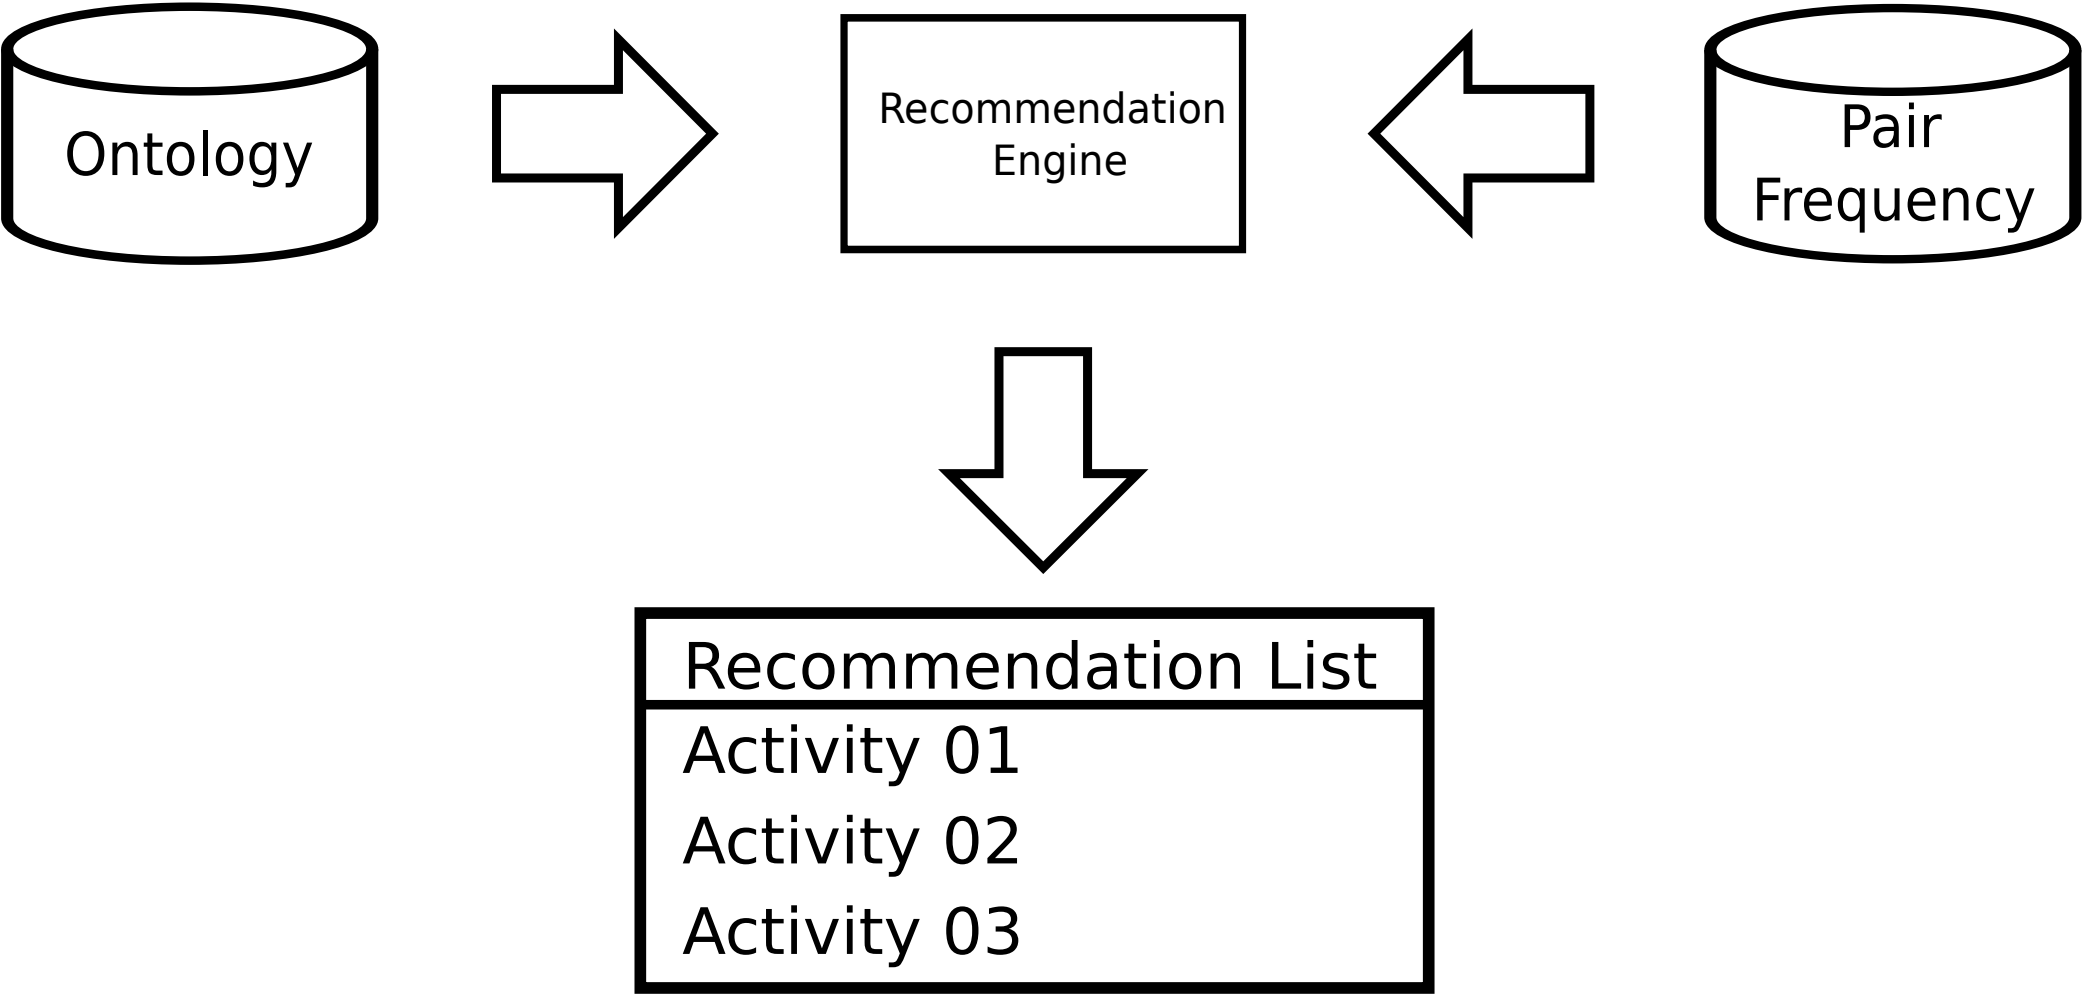 Ontology
Recommendation
Engine
Pair
Frequency
Recommendation List
Activity 01
Activity 02
Activity 03